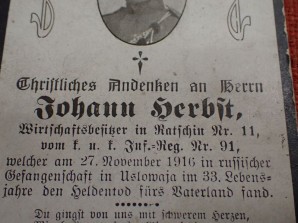 Christliches Andenken an Herrn
Johann Herbst,
Wirtschaftsbesitzer in Ratschin Nr. 11,
vom k. u. k. Inf.-Reg. Nr. 91,
welcher am 27. November 1916 in russischer
Gefangenschaft in Uslowaja im 33. Lebens-
jahre den Heldentod fürs Vaterland fand.
Du gingst von uns mit schwerem Herzen,